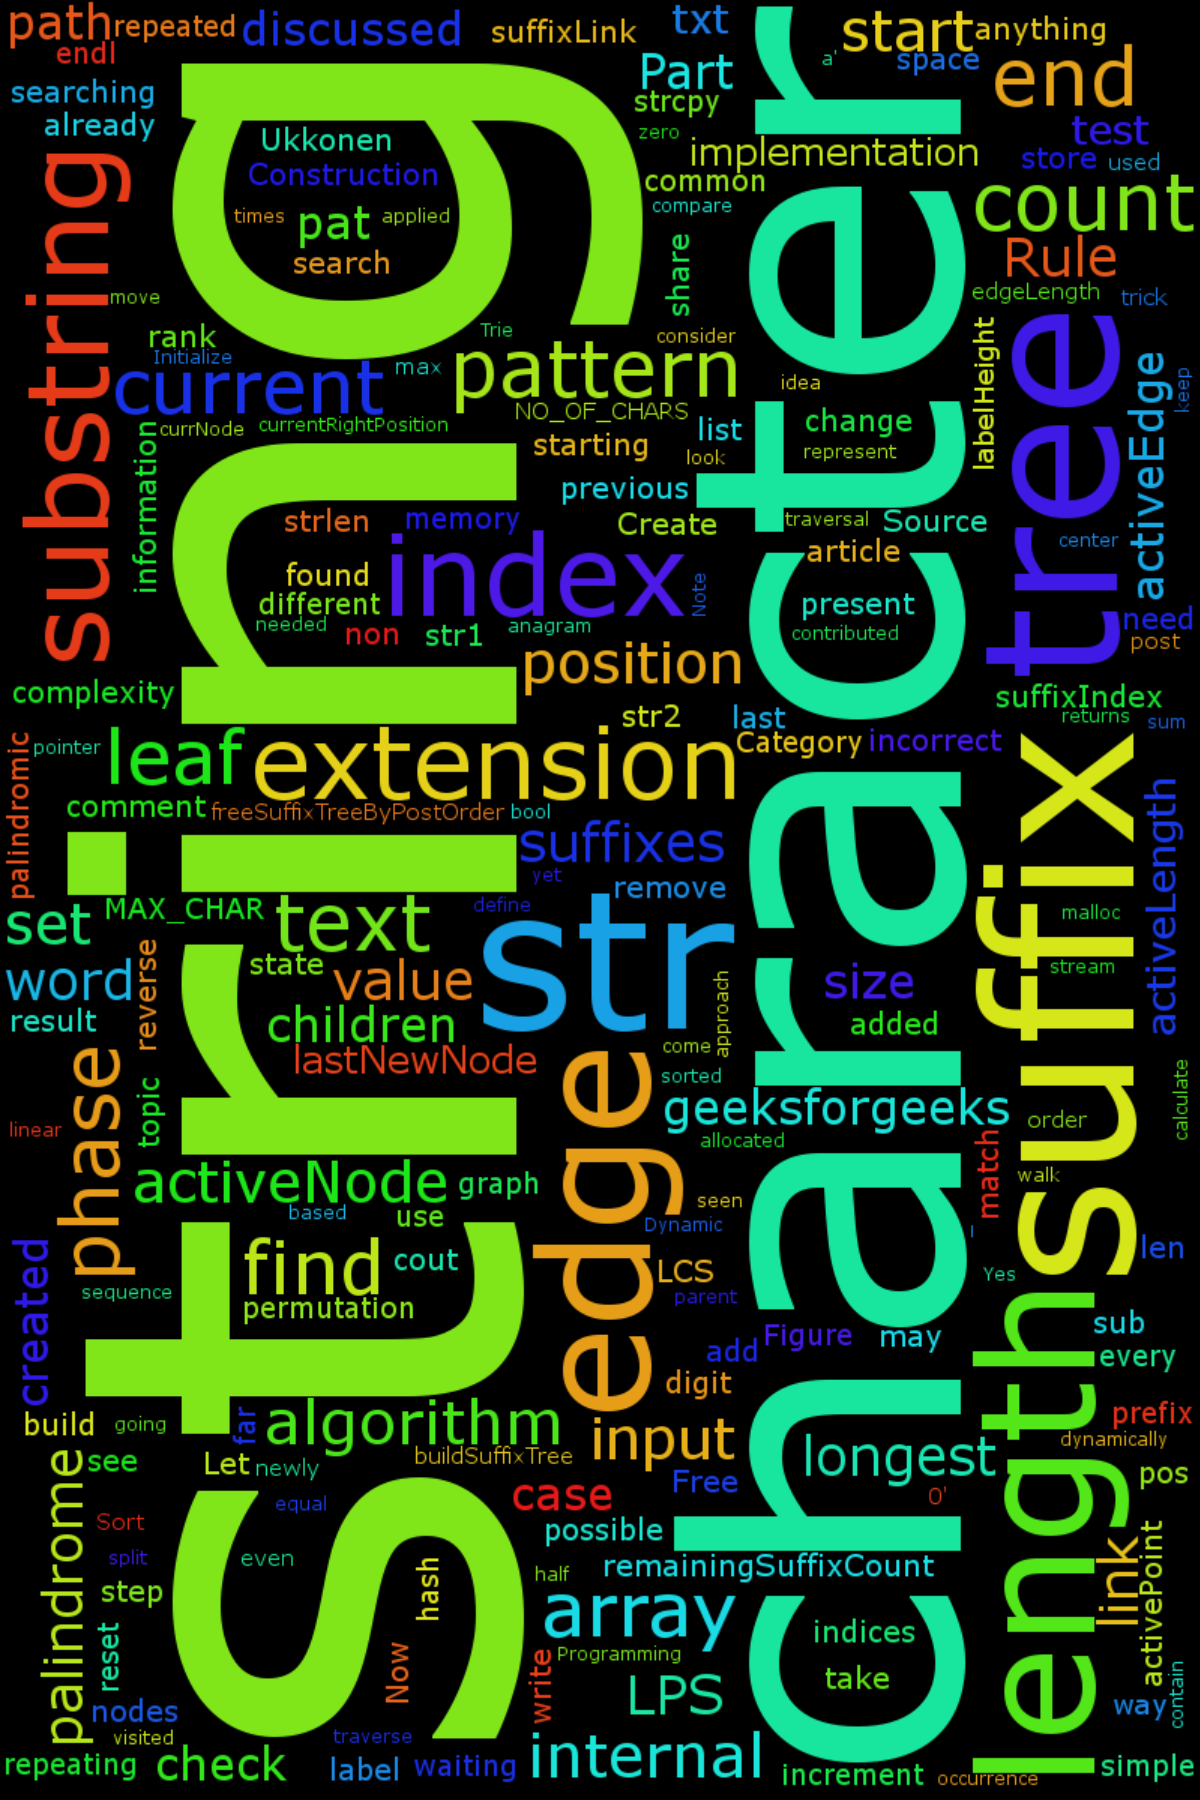 path
repeated
discussed
suffixLink
txt
start
anything
endl
a'
space
Part
end
searching
strcpy
already
zero
test
Ukkonen
implementation
store
used
Construction
common
count
times
pat
applied
compare
search
Rule
substring
string
character
share
move
edgeLength
trick
rank
Trie
consider
Initialize
max
pattern
current
idea
labelHeight
tree
activeEdge
keep
NO_OF_CHARS
currNode
currentRightPosition
list
change
information
starting
look
represent
previous
strlen
memory
Create
traversal
Source
index
article
center
found
Note
different
present
needed
non
str1
anagram
contributed
need
post
position
complexity
suffixIndex
str2
last
returns
sum
pointer
leaf
extension
Category
incorrect
palindromic
comment
freeSuffixTreeByPostOrder
bool
suffix
suffixes
activeLength
yet
remove
set
MAX_CHAR
text
define
str
malloc
word
reverse
state
value
size
stream
result
children
approach
added
lastNewNode
come
phase
topic
edge
sorted
calculate
geeksforgeeks
order
linear
allocated
match
activeNode
graph
walk
based
use
seen
Dynamic
l
created
find
cout
LCS
Yes
len
sequence
permutation
parent
length
add
Figure
may
sub
every
digit
build
going
far
algorithm
input
prefix
dynamically
palindrome
see
Let
newly
buildSuffixTree
longest
pos
Free
equal
case
0'
Sort
possible
split
even
hash
half
remainingSuffixCount
link
activePoint
step
array
reset
Now
write
Programming
indices
take
LPS
nodes
way
contain
visited
traverse
repeating
check
label
waiting
internal
increment
occurrence
simple